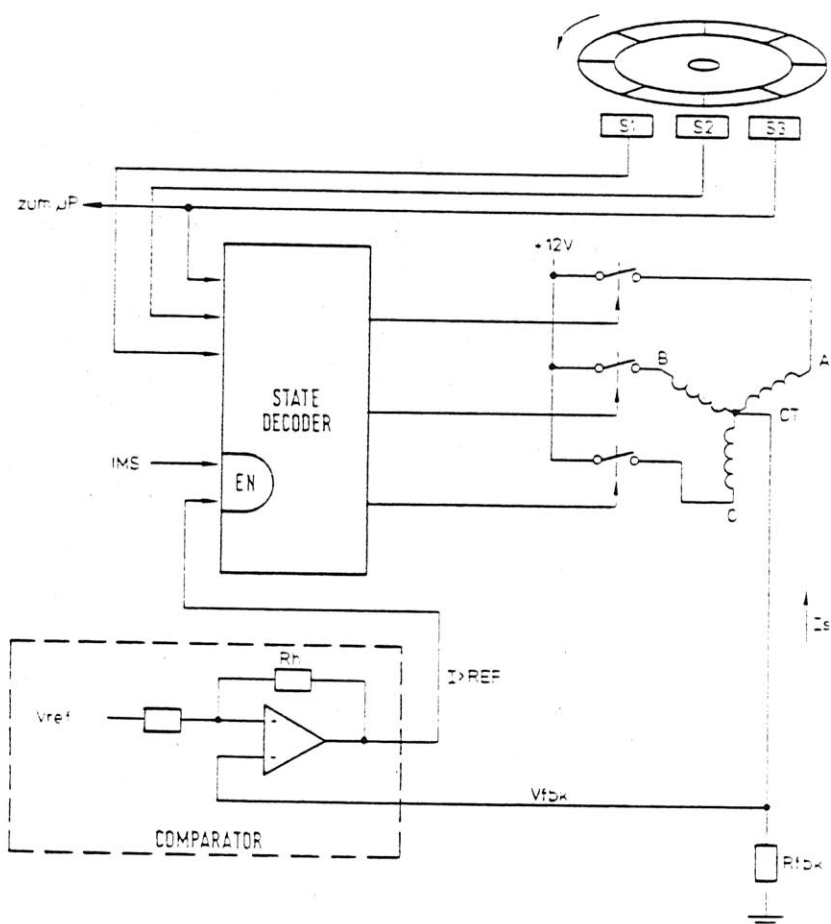 S1 S2 S3
zum µP
+12V
B
A
STATE
DECODER
CT
IMS
EN
C
Is
Rh
I>REF
Vref
Vfbk
COMPARATOR
Rfbk